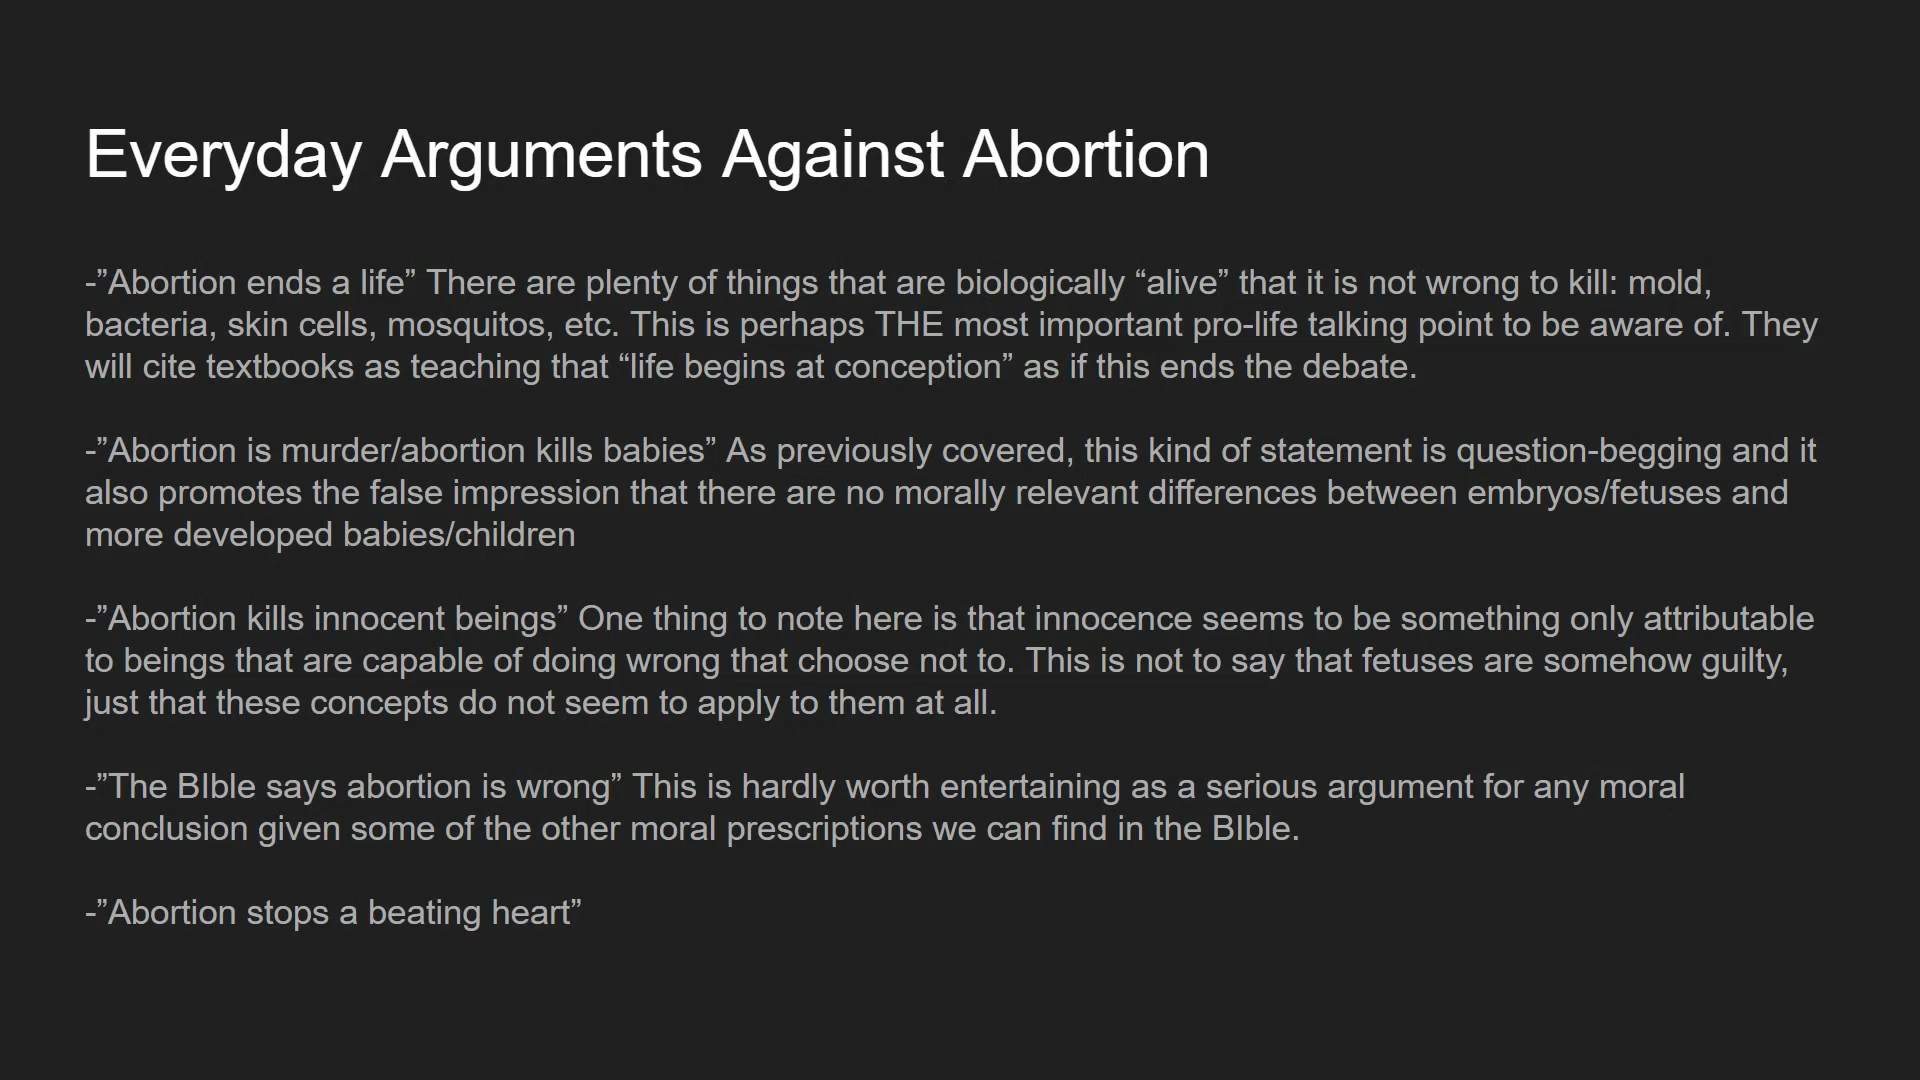 Everyday Arguments Against Abortion
-”Abortion ends a life” There are plenty of things that are biologically “alive” that it is not wrong to kill: mold,
bacteria, skin cells, mosquitos, etc. This is perhaps THE most important pro-life talking point to be aware of. They
will cite textbooks as teaching that “life begins at conception” as if this ends the debate.
-”Abortion is murder/abortion kills babies” As previously covered, this kind of statement is question-begging and it
also promotes the false impression that there are no morally relevant differences between embryos/fetuses and
more developed babies/children
-”Abortion kills innocent beings” One thing to note here is that innocence seems to be something only attributable
to beings that are capable of doing wrong that choose not to. This is not to say that fetuses are somehow guilty,
just that these concepts do not seem to apply to them at all.
-”The BIble says abortion is wrong” This is hardly worth entertaining as a serious argument for any moral
conclusion given some of the other moral prescriptions we can find in the BIble.
-”Abortion stops a beating heart”